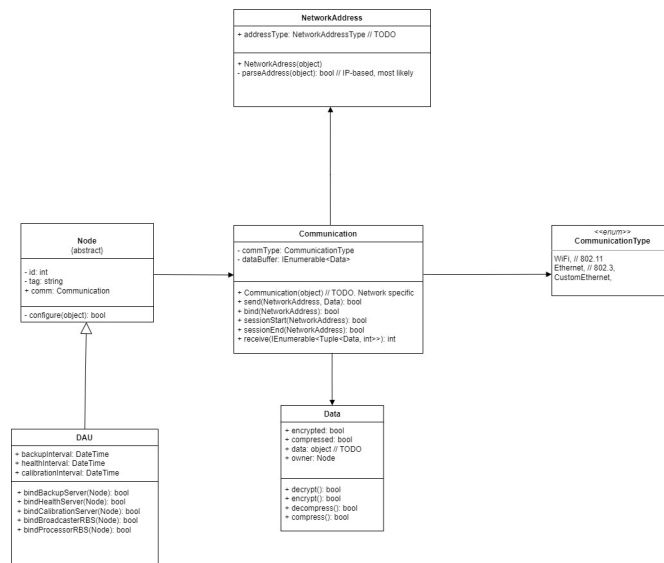 NetworkAddress
+ addressType: NetworkAddressType // TODO
+ NetworkAdress(object)
- parseAddress(object): bool // IP-based, most likely
Node
{abstract}
- id: int
- tag: string
+ comm: Communication
- configure(object): bool
Communication
- commType: CommunicationType
- dataBuffer: IEnumerable<Data>
+ Communication(object) // TODO. Network specific
+ send(NetworkAddress, Data): bool
+ bind(NetworkAddress): bool
+ sessionStart(NetworkAddress): bool
+ sessionEnd(NetworkAddress): bool
+ receive(IEnumerable<Tuple<Data, int>>): int
<<enum>>
CommunicationType
WiFi, // 802.11
Ethernet, // 802.3,
CustomEthernet,
DAU
+ backupInterval: DateTime
+ healthInterval: DateTime
+ calibrationInterval: DateTime
+ bindBackupServer(Node): bool
+ bindHealthServer(Node): bool
+ bindCalibrationServer(Node): bool
+ bindBroadcasterRBS(Node): bool
+ bindProcessorRBS(Node): bool
Data
+ encrypted: bool
+ compressed: bool
+ data: object // TODO
+ owner: Node
+ decrypt(): bool
+ encrypt(): bool
+ decompress(): bool
+ compress(): bool